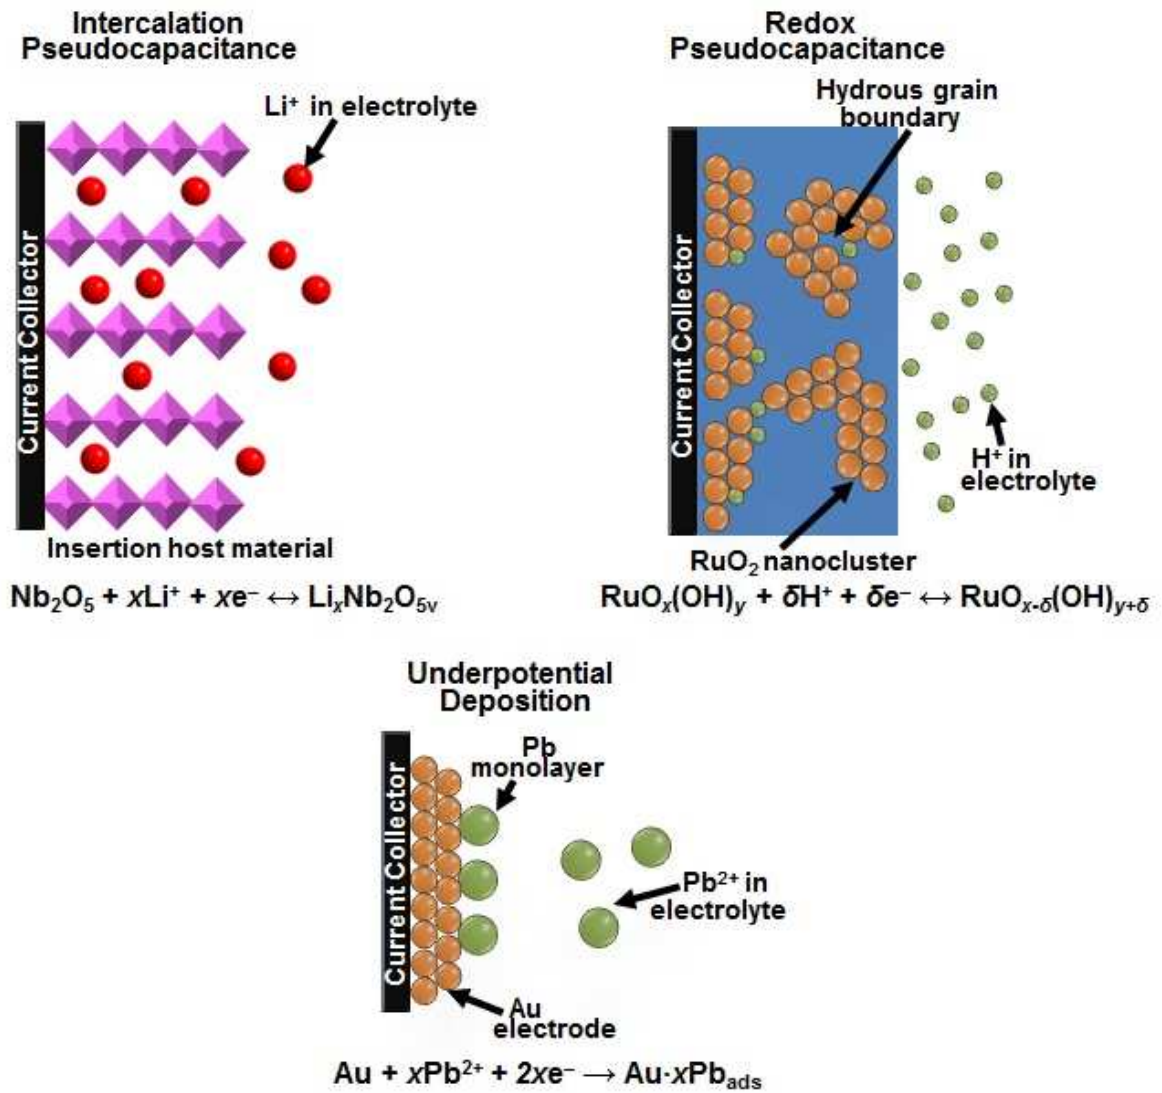 Intercalation
Pseudocapacitance
Li⁺ in electrolyte
Current Collector
Insertion host material
Nb₂O₅ + xLi⁺ + xe⁻ ↔ LiₓNb₂O₅ᵥ
Redox
Pseudocapacitance
Hydrous grain
boundary
Current Collector
H⁺ in
electrolyte
RuO₂ nanocluster
RuOₓ(OH)y + δH⁺ + δe⁻ ↔ RuOx-δ(OH)y+δ
Underpotential
Deposition
Pb
monolayer
Current Collector
Pb²⁺ in
electrolyte
Au
electrode
Au + xPb²⁺ + 2xe⁻ → Au·xPbads